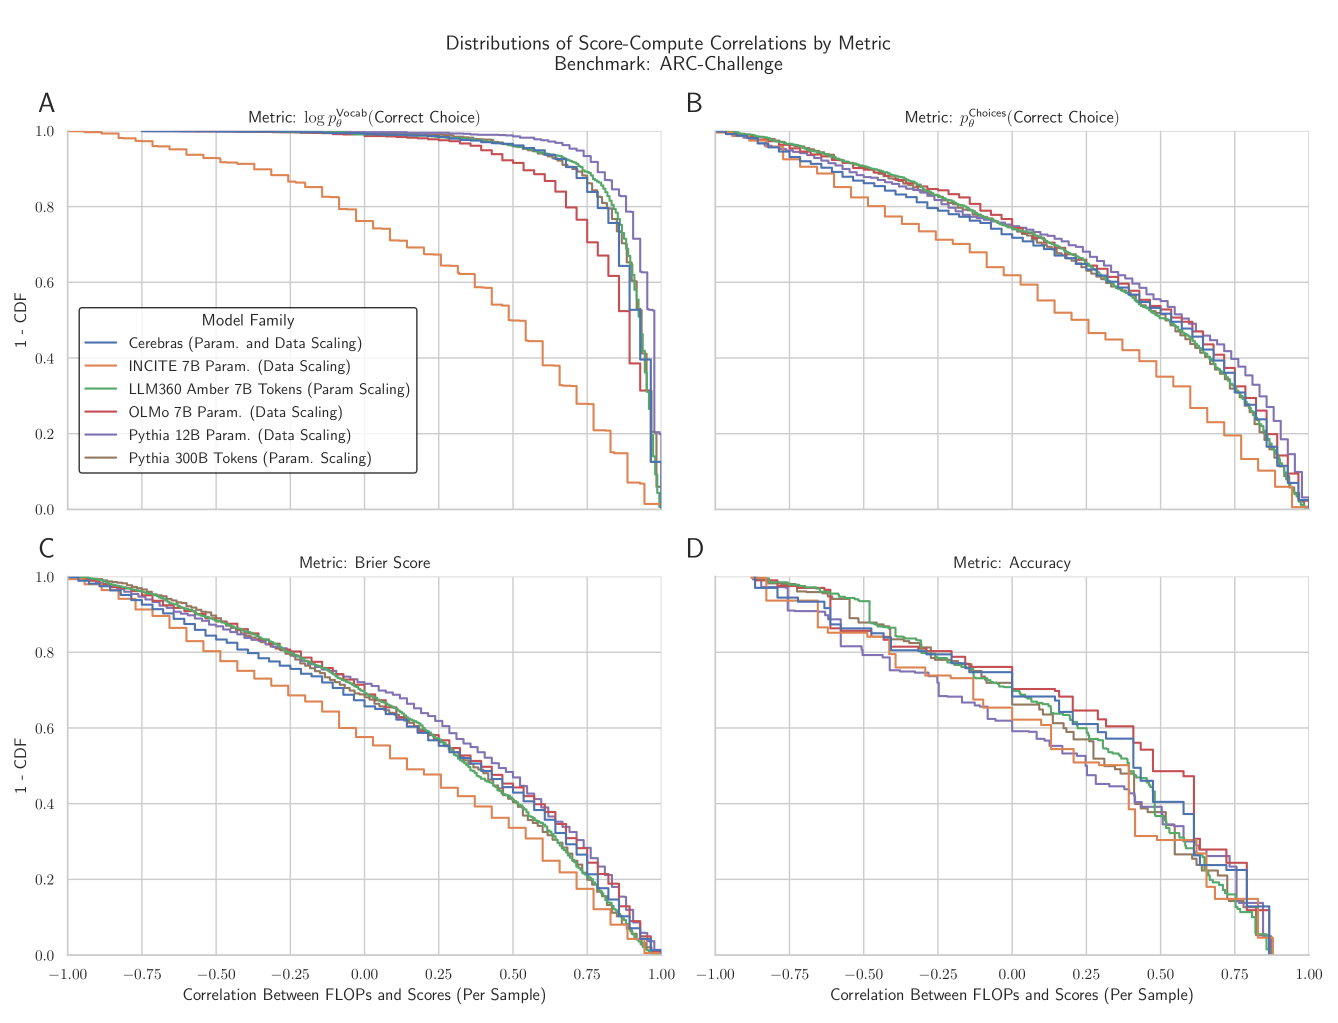 Distributions of Score-Compute Correlations by Metric
Benchmark: ARC-Challenge
A
Metric: log p_θ^Vocab(Correct Choice)
1.0
0.8
0.6
0.4
0.2
0.0
1 - CDF
Model Family
Cerebras (Param. and Data Scaling)
INCITE 7B Param. (Data Scaling)
LLM360 Amber 7B Tokens (Param Scaling)
OLMo 7B Param. (Data Scaling)
Pythia 12B Param. (Data Scaling)
Pythia 300B Tokens (Param. Scaling)
B
Metric: p_θ^Choices(Correct Choice)
C
Metric: Brier Score
1.0
0.8
0.6
0.4
0.2
0.0
1 - CDF
−1.00 −0.75 −0.50 −0.25 0.00 0.25 0.50 0.75 1.00
Correlation Between FLOPs and Scores (Per Sample)
D
Metric: Accuracy
−1.00 −0.75 −0.50 −0.25 0.00 0.25 0.50 0.75 1.00
Correlation Between FLOPs and Scores (Per Sample)